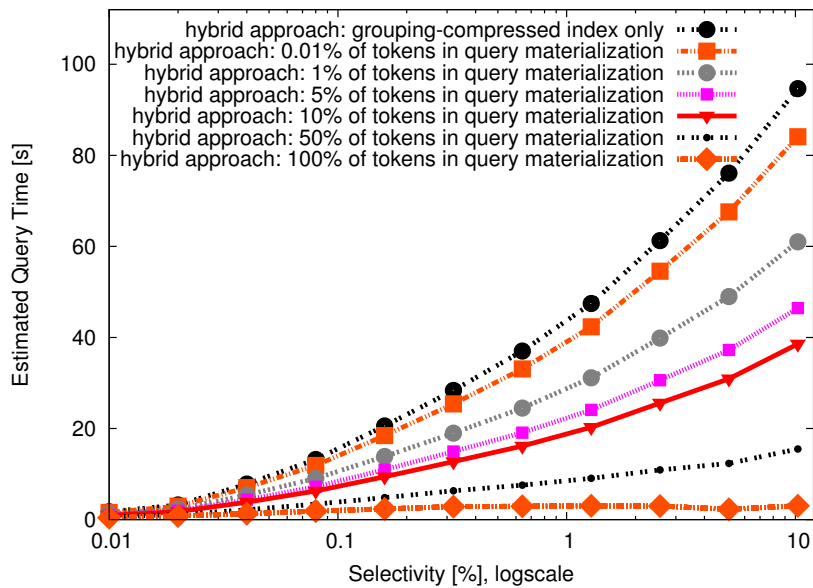 hybrid approach: grouping-compressed index only
hybrid approach: 0.01% of tokens in query materialization
hybrid approach: 1% of tokens in query materialization
hybrid approach: 5% of tokens in query materialization
hybrid approach: 10% of tokens in query materialization
hybrid approach: 50% of tokens in query materialization
hybrid approach: 100% of tokens in query materialization
Estimated Query Time [s]
100
80
60
40
20
0
0.01 0.1 1 10
Selectivity [%], logscale